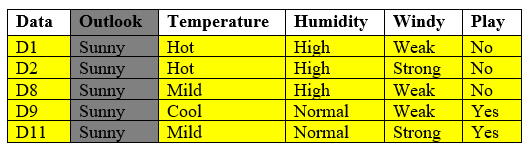 Data Outlook Temperature Humidity Windy Play
D1 Sunny Hot High Weak No
D2 Sunny Hot High Strong No
D8 Sunny Mild High Weak No
D9 Sunny Cool Normal Weak Yes
D11 Sunny Mild Normal Strong Yes